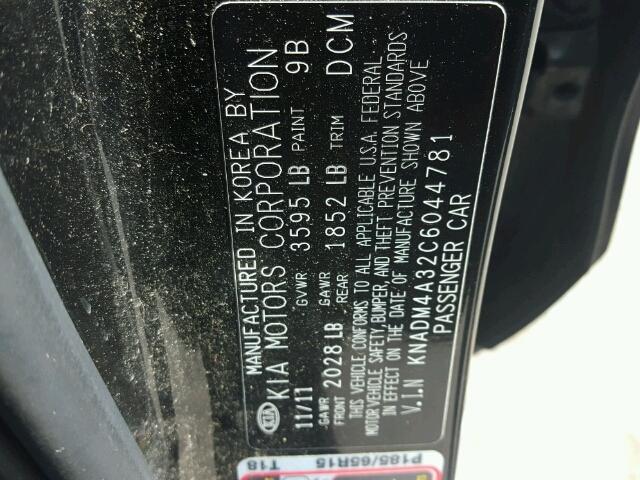 MANUFACTURED IN KOREA BY
KIA KIA MOTORS CORPORATION
11/11 GVWR 3595 LB PAINT 9B
GAWR FRONT 2028 LB GAWR REAR 1852 LB TRIM DCM
THIS VEHICLE CONFORMS TO ALL APPLICABLE U.S.A. FEDERAL
MOTOR VEHICLE SAFETY, BUMPER, AND THEFT PREVENTION STANDARDS
IN EFFECT ON THE DATE OF MANUFACTURE SHOWN ABOVE
V.I.N KNADM4A32C6044781
PASSENGER CAR
T18
P185/65R15